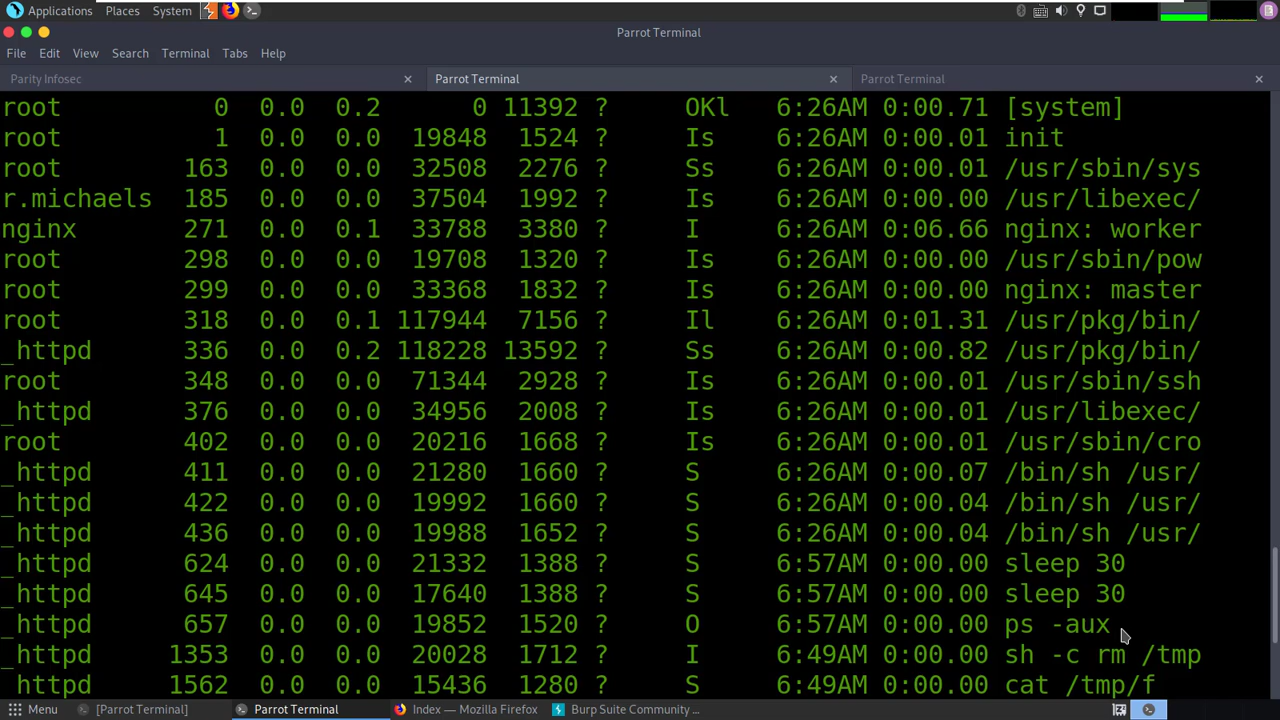 Applications Places System
Parrot Terminal
File Edit View Search Terminal Tabs Help
Parity Infosec × Parrot Terminal × Parrot Terminal ×
root 0 0.0 0.2 0 11392 ? OKl 6:26AM 0:00.71 [system]
root 1 0.0 0.0 19848 1524 ? Is 6:26AM 0:00.01 init
root 163 0.0 0.0 32508 2276 ? Ss 6:26AM 0:00.01 /usr/sbin/sys
r.michaels 185 0.0 0.0 37504 1992 ? Is 6:26AM 0:00.00 /usr/libexec/
nginx 271 0.0 0.1 33788 3380 ? I 6:26AM 0:06.66 nginx: worker
root 298 0.0 0.0 19708 1320 ? Is 6:26AM 0:00.00 /usr/sbin/pow
root 299 0.0 0.0 33368 1832 ? Is 6:26AM 0:00.00 nginx: master
root 318 0.0 0.1 117944 7156 ? Il 6:26AM 0:01.31 /usr/pkg/bin/
_httpd 336 0.0 0.2 118228 13592 ? Ss 6:26AM 0:00.82 /usr/pkg/bin/
root 348 0.0 0.0 71344 2928 ? Is 6:26AM 0:00.01 /usr/sbin/ssh
_httpd 376 0.0 0.0 34956 2008 ? Is 6:26AM 0:00.01 /usr/libexec/
root 402 0.0 0.0 20216 1668 ? Is 6:26AM 0:00.01 /usr/sbin/cro
_httpd 411 0.0 0.0 21280 1660 ? S 6:26AM 0:00.07 /bin/sh /usr/
_httpd 422 0.0 0.0 19992 1660 ? S 6:26AM 0:00.04 /bin/sh /usr/
_httpd 436 0.0 0.0 19988 1652 ? S 6:26AM 0:00.04 /bin/sh /usr/
_httpd 624 0.0 0.0 21332 1388 ? S 6:57AM 0:00.00 sleep 30
_httpd 645 0.0 0.0 17640 1388 ? S 6:57AM 0:00.00 sleep 30
_httpd 657 0.0 0.0 19852 1520 ? O 6:57AM 0:00.00 ps -aux
_httpd 1353 0.0 0.0 20028 1712 ? I 6:49AM 0:00.00 sh -c rm /tmp
_httpd 1562 0.0 0.0 15436 1280 ? S 6:49AM 0:00.00 cat /tmp/f
Menu [Parrot Terminal] Parrot Terminal Index — Mozilla Firefox Burp Suite Community ...